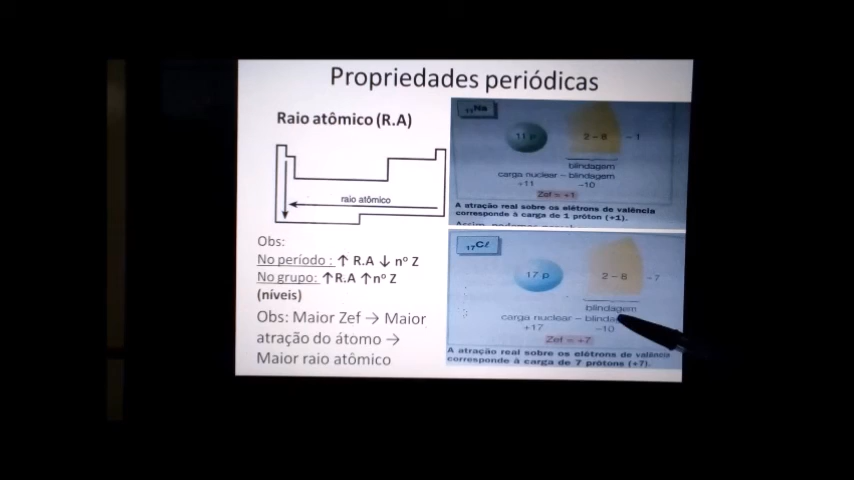 Propriedades periódicas
Raio atômico (R.A)
raio atômico
Obs:
No período : ↑ R.A ↓ nº Z
No grupo: ↑R.A ↑nº Z
(níveis)
Obs: Maior Zef → Maior
atração do átomo →
Maior raio atômico
₁₁Na
11 p 2 – 8 – 1
blindagem
carga nuclear – blindagem
+11 –10
Zef = +1
A atração real sobre os elétrons de valência
corresponde à carga de 1 próton (+1).
₁₇Cℓ
17 p 2 – 8 – 7
blindagem
carga nuclear –
+17 –10
Zef = +7
A atração real sobre os elétrons de valência
corresponde à carga de 7 prótons (+7).